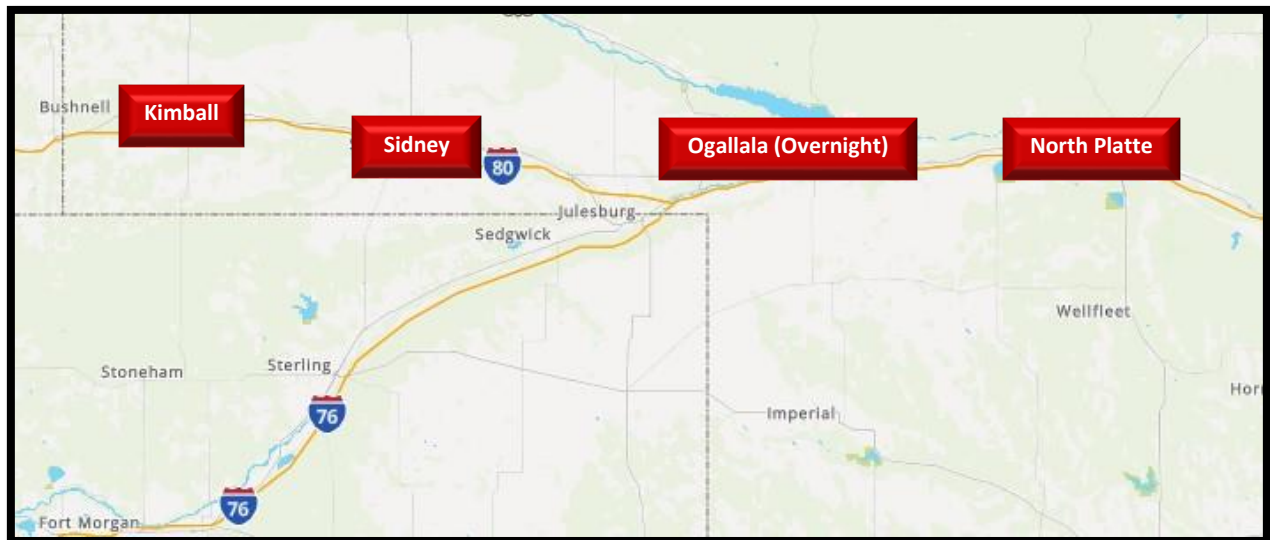 Bushnell
Kimball
Sidney
80
Ogallala (Overnight)
North Platte
Julesburg
Sedgwick
Wellfleet
Sterling
Stoneham
76
Imperial
76
Fort Morgan